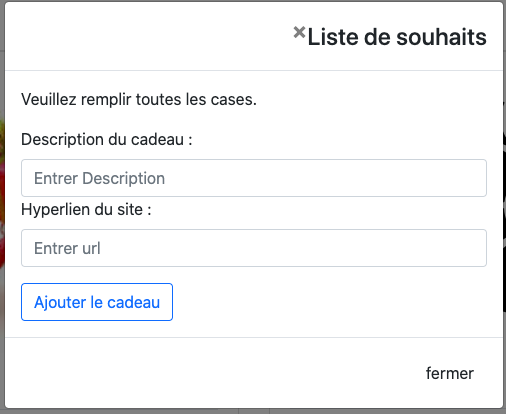 ×Liste de souhaits
Veuillez remplir toutes les cases.
Description du cadeau :
Entrer Description
Hyperlien du site :
Entrer url
Ajouter le cadeau
fermer